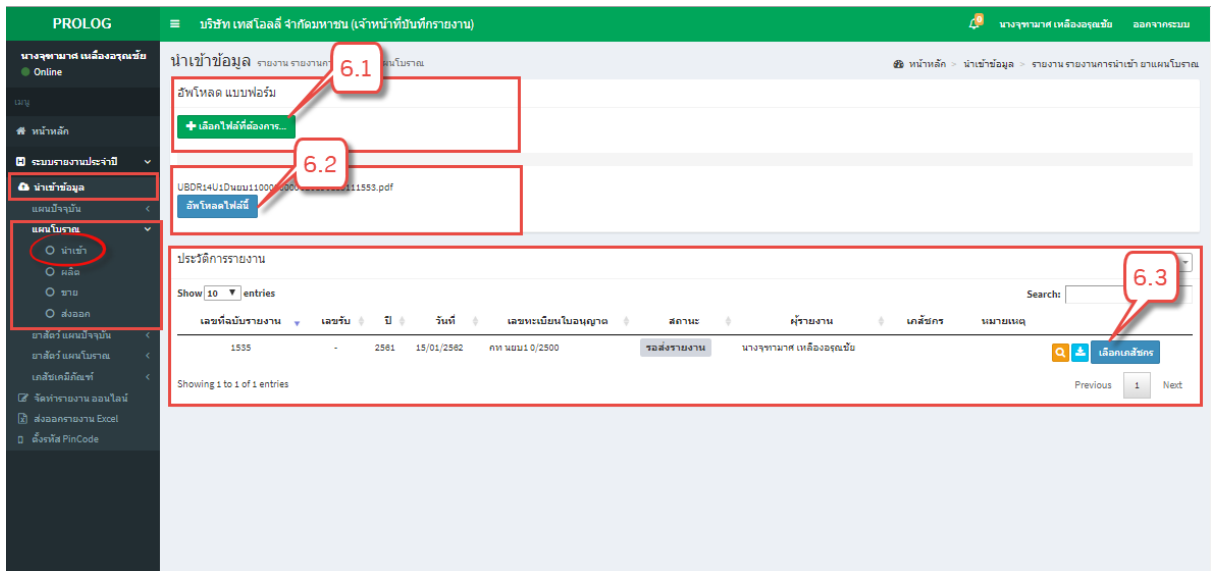 PROLOG
บริษัท เทสโอลลี่ จำกัดมหาชน (เจ้าหน้าที่บันทึกรายงาน)
0
นางจุฑามาศ เหลืองอรุณชัย
ออกจากระบบ
นางจุฑามาศ เหลืองอรุณชัย
Online
เมนู
หน้าหลัก
ระบบรายงานประจำปี
นำเข้าข้อมูล
แผนปัจจุบัน
แผนโบราณ
นำเข้า
ผลิต
ขาย
ส่งออก
ยาสัตว์ แผนปัจจุบัน
ยาสัตว์ แผนโบราณ
เภสัชเคมีภัณฑ์
จัดทำรายงาน ออนไลน์
ส่งออกรายงาน Excel
ตั้งรหัส PinCode
นำเข้าข้อมูล รายงาน แผนโบราณ
หน้าหลัก > นำเข้าข้อมูล > รายงาน รายงานการนำเข้า ยาแผนโบราณ
6.1
อัพโหลด แบบฟอร์ม
เลือกไฟล์ที่ต้องการ...
6.2
อัพโหลดไฟล์นี้
ประวัติการรายงาน
6.3
Show 10 entries
Search:
เลขที่ฉบับรายงาน เลขรับ ปี วันที่ เลขทะเบียนใบอนุญาต สถานะ ผู้รายงาน เภสัชกร หมายเหตุ
1535 - 2561 15/01/2562 กท นยบ1 0/2500 รอส่งรายงาน นางจุฑามาศ เหลืองอรุณชัย เลือกเภสัชกร
Showing 1 to 1 of 1 entries
Previous 1 Next